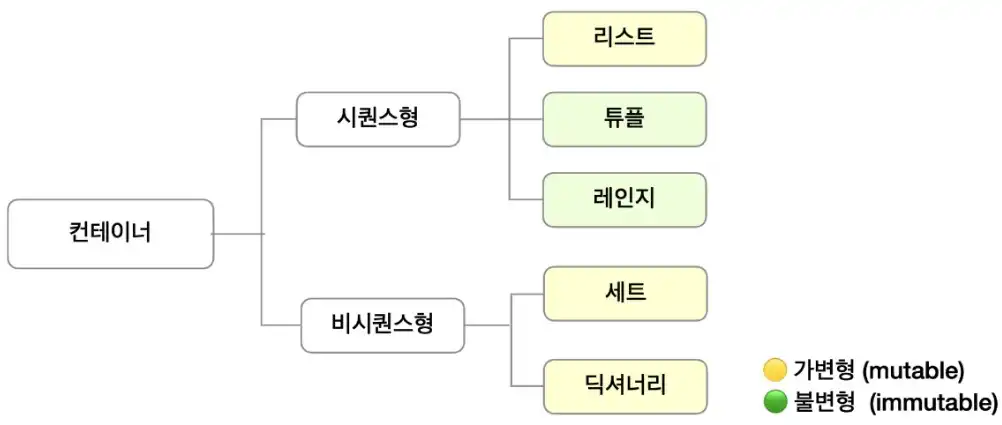 컨테이너
시퀀스형
리스트
튜플
레인지
비시퀀스형
세트
딕셔너리
가변형 (mutable)
불변형 (immutable)